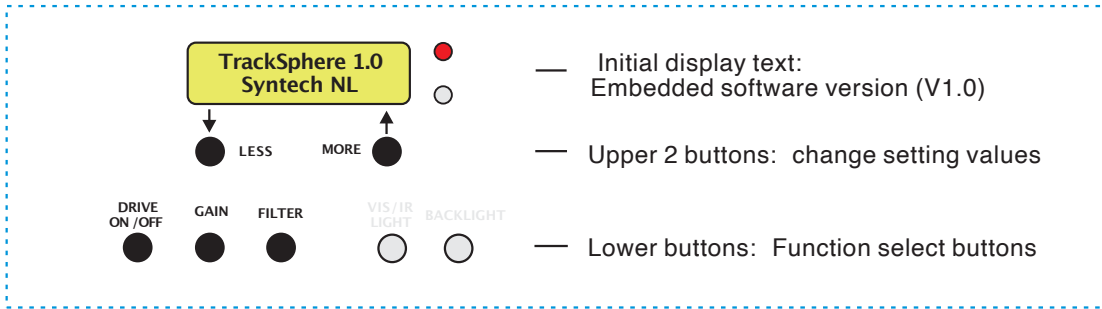 TrackSphere 1.0
Syntech NL
Initial display text:
Embedded software version (V1.0)
LESS
MORE
Upper 2 buttons: change setting values
DRIVE
ON /OFF
GAIN
FILTER
VIS/IR
LIGHT
BACKLIGHT
Lower buttons: Function select buttons